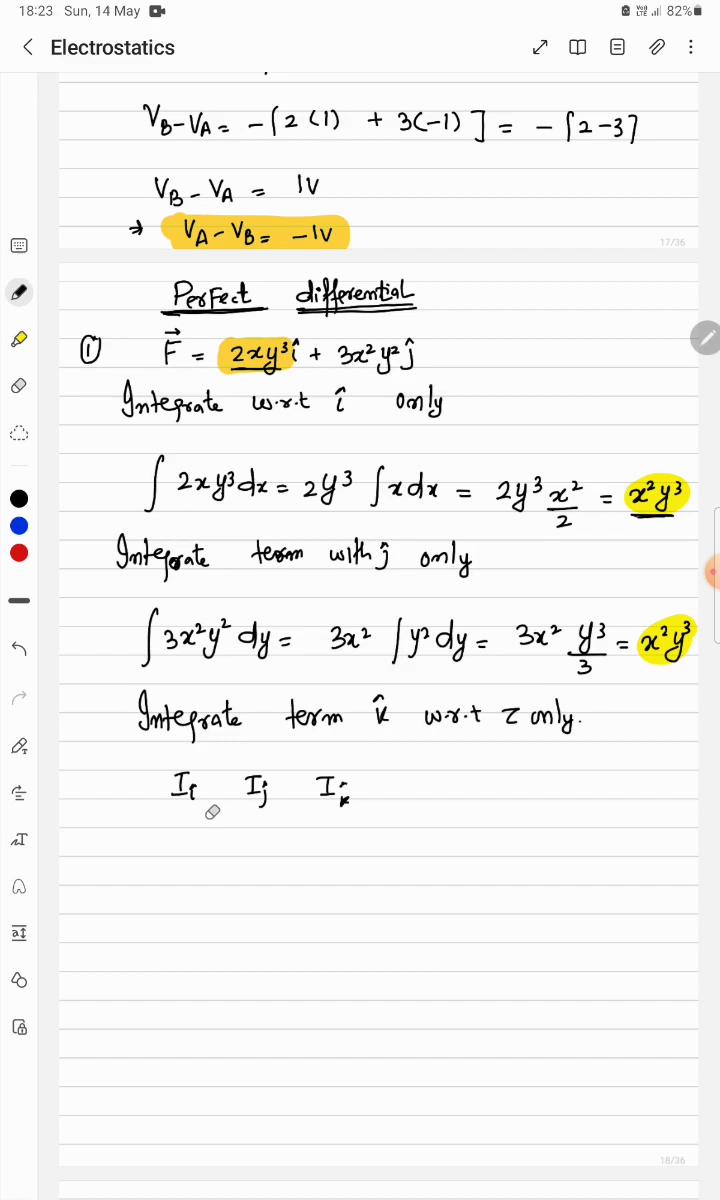 18:23 Sun, 14 May 82%
Electrostatics
V_B - V_A = - [2(1) + 3(-1)] = - [2-3]
V_B - V_A = 1V
→ V_A - V_B = -1V
17/36
Perfect differential
① F⃗ = 2xy³î + 3x²y²ĵ
Integrate w.r.t î only
∫ 2xy³dx = 2y³ ∫xdx = 2y³ x²/2 = x²y³
Integrate term with ĵ only
∫3x²y² dy = 3x² ∫y²dy = 3x² y³/3 = x²y³
Integrate term k̂ w.r.t z only.
I_i I_j I_k
18/36